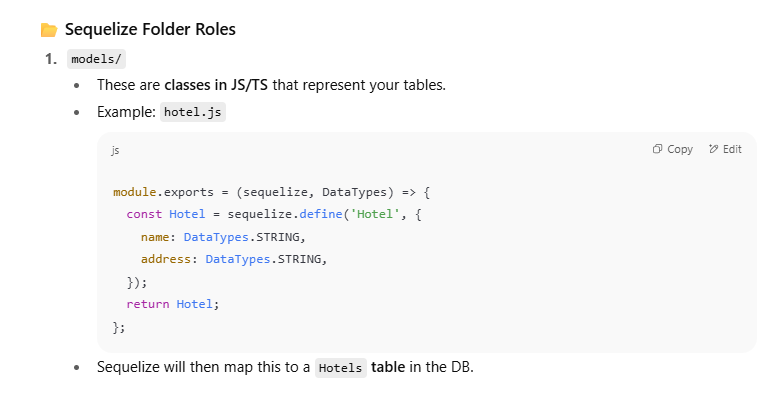 📂 Sequelize Folder Roles
1. models/
• These are classes in JS/TS that represent your tables.
• Example: hotel.js
js Copy Edit
module.exports = (sequelize, DataTypes) => {
  const Hotel = sequelize.define('Hotel', {
    name: DataTypes.STRING,
    address: DataTypes.STRING,
  });
  return Hotel;
};
• Sequelize will then map this to a Hotels table in the DB.